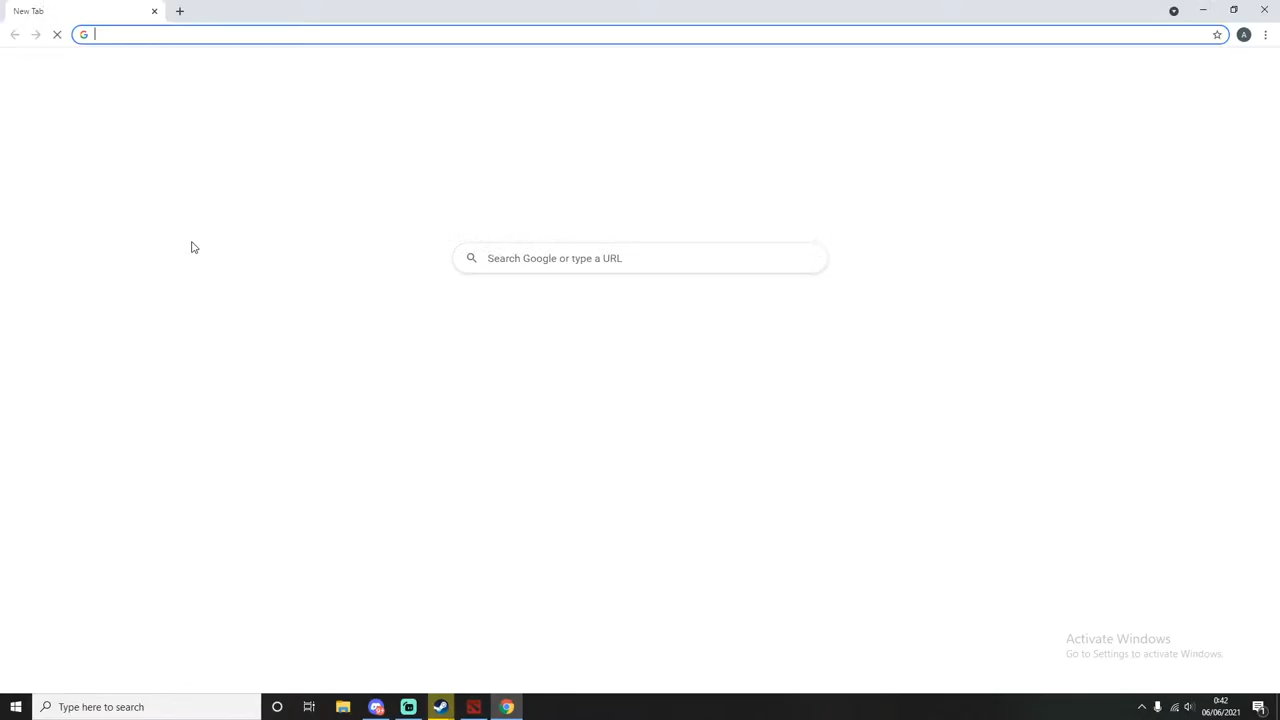 New Tab
A
Search Google or type a URL
Activate Windows
Go to Settings to activate Windows.
Type here to search
0:42
06/06/2021
1